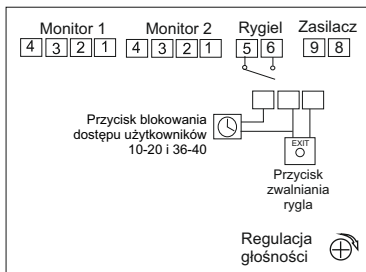 Monitor 1 Monitor 2 Rygiel Zasilacz
4 3 2 1 4 3 2 1 5 6 9 8
Przycisk blokowania
dostępu użytkowników
10-20 i 36-40
EXIT
Przycisk
zwalniania
rygla
Regulacja
głośności